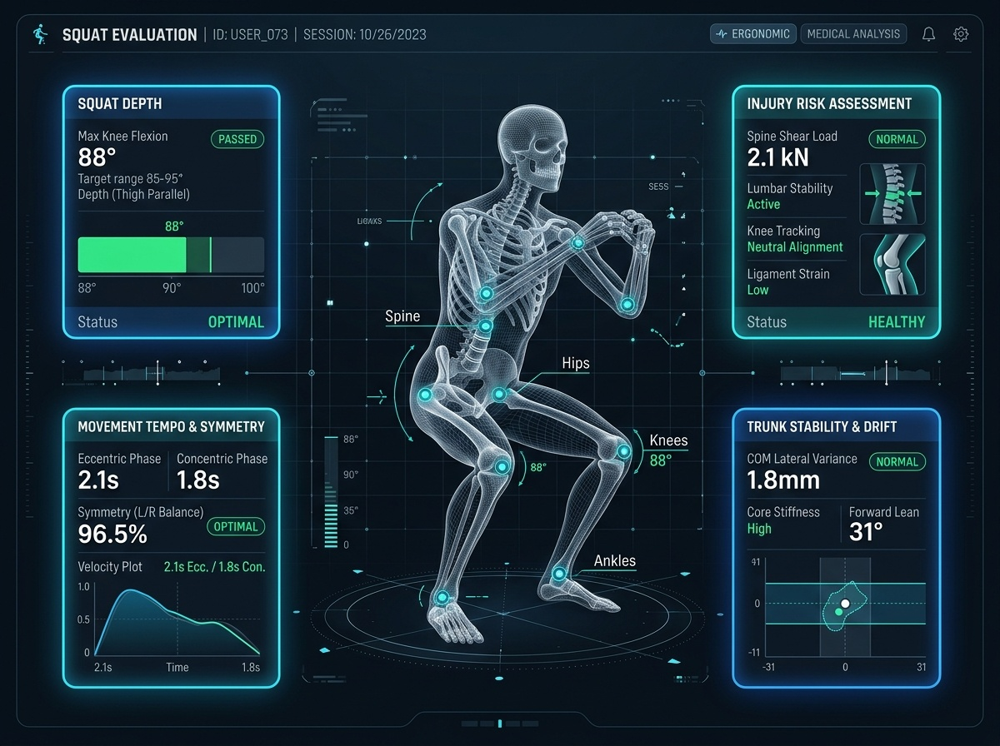 SQUAT EVALUATION | ID: USER_073 | SESSION: 10/26/2023
ERGONOMIC
MEDICAL ANALYSIS
SQUAT DEPTH
Max Knee Flexion
PASSED
88°
Target range 85-95°
Depth (Thigh Parallel)
88°
88° 90° 100°
Status OPTIMAL
MOVEMENT TEMPO & SYMMETRY
Eccentric Phase Concentric Phase
2.1s 1.8s
Symmetry (L/R Balance)
96.5%
OPTIMAL
Velocity Plot 2.1s Ecc. / 1.8s Con.
1.0
0.5
0
2.1s Time 1.8s
SESS
Spine
Hips
Knees
88°
88°
Ankles
86°
90°
35°
0
INJURY RISK ASSESSMENT
Spine Shear Load
NORMAL
2.1 kN
Lumbar Stability
Active
Knee Tracking
Neutral Alignment
Ligament Strain
Low
Status HEALTHY
TRUNK STABILITY & DRIFT
COM Lateral Variance
NORMAL
1.8mm
Core Stiffness Forward Lean
High 31°
0
-11
-31 0 31